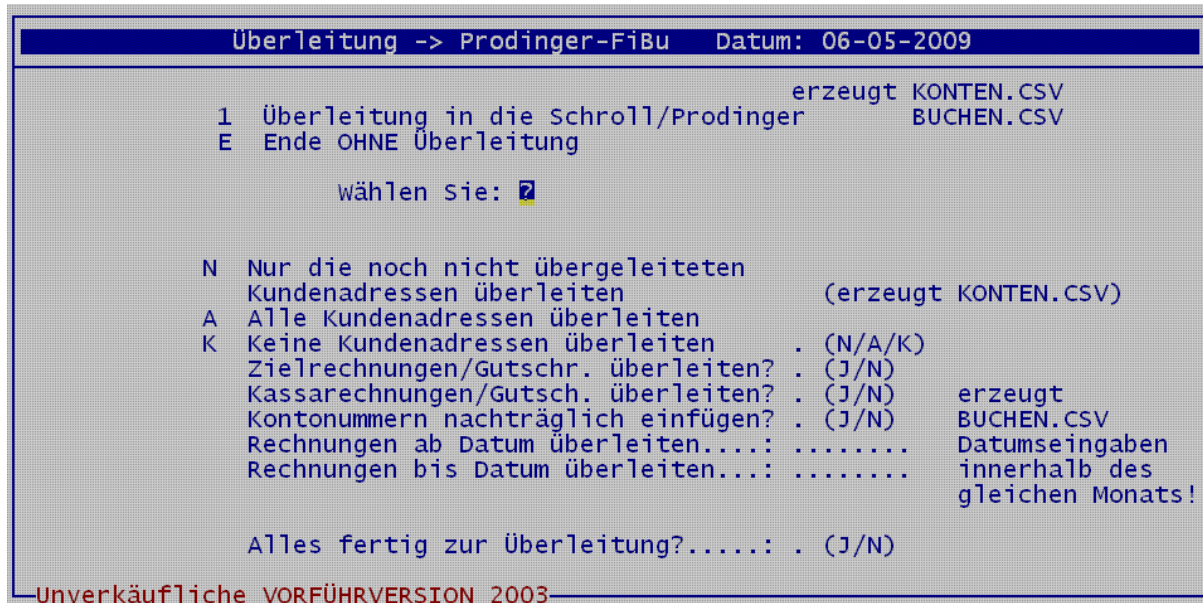 Überleitung -> Prodinger-FiBu Datum: 06-05-2009
erzeugt KONTEN.CSV
1 Überleitung in die Schroll/Prodinger BUCHEN.CSV
E Ende OHNE Überleitung
Wählen Sie: ?
N Nur die noch nicht übergeleiteten
Kundenadressen überleiten (erzeugt KONTEN.CSV)
A Alle Kundenadressen überleiten
K Keine Kundenadressen überleiten . (N/A/K)
Zielrechnungen/Gutschr. überleiten? . (J/N)
Kassarechnungen/Gutsch. überleiten? . (J/N) erzeugt
Kontonummern nachträglich einfügen? . (J/N) BUCHEN.CSV
Rechnungen ab Datum überleiten....: ........ Datumseingaben
Rechnungen bis Datum überleiten...: ........ innerhalb des
gleichen Monats!
Alles fertig zur Überleitung?.....: . (J/N)
Unverkäufliche VORFÜHRVERSION 2003